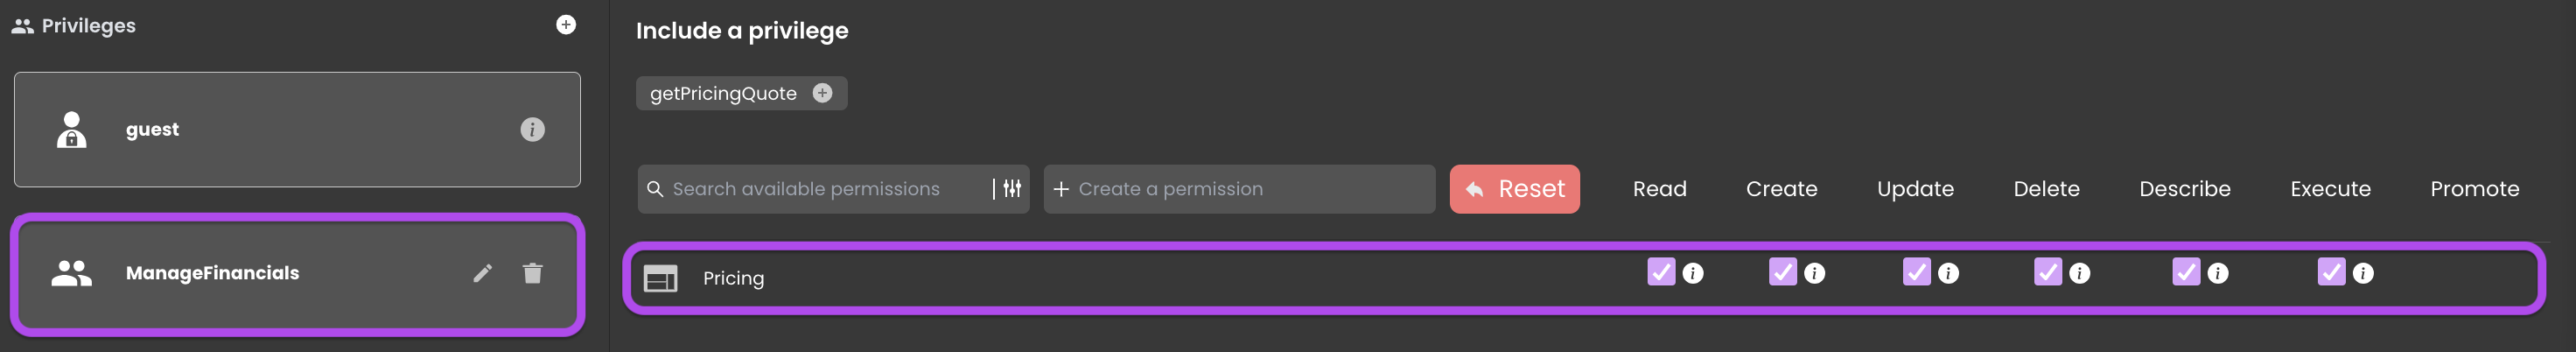 Privileges
guest
ManageFinancials
Include a privilege
getPricingQuote
Search available permissions
Create a permission
Reset
Read Create Update Delete Describe Execute Promote
Pricing